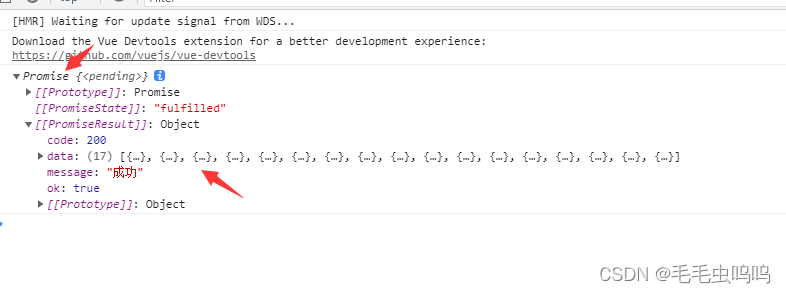 [HMR] Waiting for update signal from WDS...
Download the Vue Devtools extension for a better development experience:
https://github.com/vuejs/vue-devtools
▼Promise {<pending>} i
▶[[Prototype]]: Promise
[[PromiseState]]: "fulfilled"
▼[[PromiseResult]]: Object
code: 200
▶data: (17) [{…}, {…}, {…}, {…}, {…}, {…}, {…}, {…}, {…}, {…}, {…}, {…}, {…}, {…}, {…}, {…}, {…}]
message: "成功"
ok: true
▶[[Prototype]]: Object
CSDN @毛毛虫呜呜